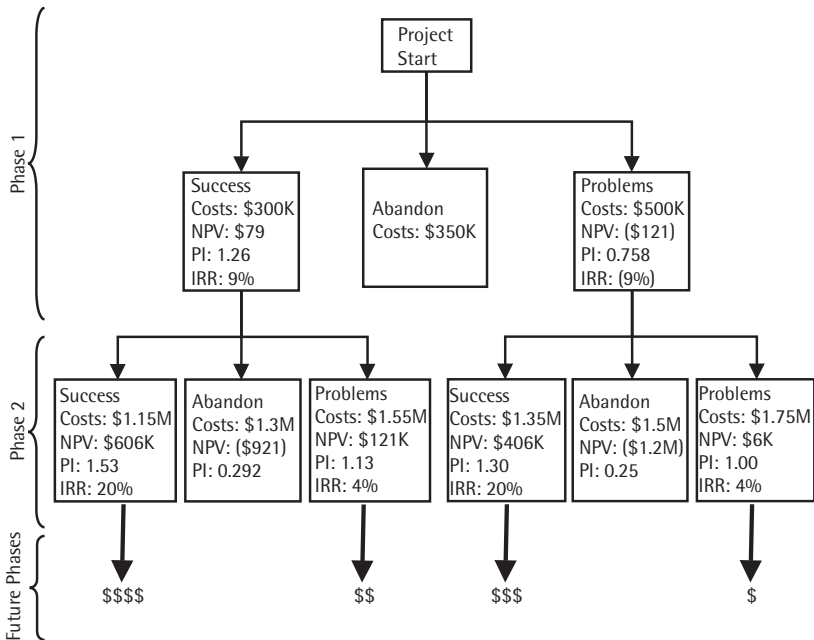 Project
Start
Phase 1
Success
Costs: $300K
NPV: $79
PI: 1.26
IRR: 9%
Abandon
Costs: $350K
Problems
Costs: $500K
NPV: ($121)
PI: 0.758
IRR: (9%)
Phase 2
Success
Costs: $1.15M
NPV: $606K
PI: 1.53
IRR: 20%
Abandon
Costs: $1.3M
NPV: ($921)
PI: 0.292
Problems
Costs: $1.55M
NPV: $121K
PI: 1.13
IRR: 4%
Success
Costs: $1.35M
NPV: $406K
PI: 1.30
IRR: 20%
Abandon
Costs: $1.5M
NPV: ($1.2M)
PI: 0.25
Problems
Costs: $1.75M
NPV: $6K
PI: 1.00
IRR: 4%
Future Phases
$$$$
$$
$$$
$